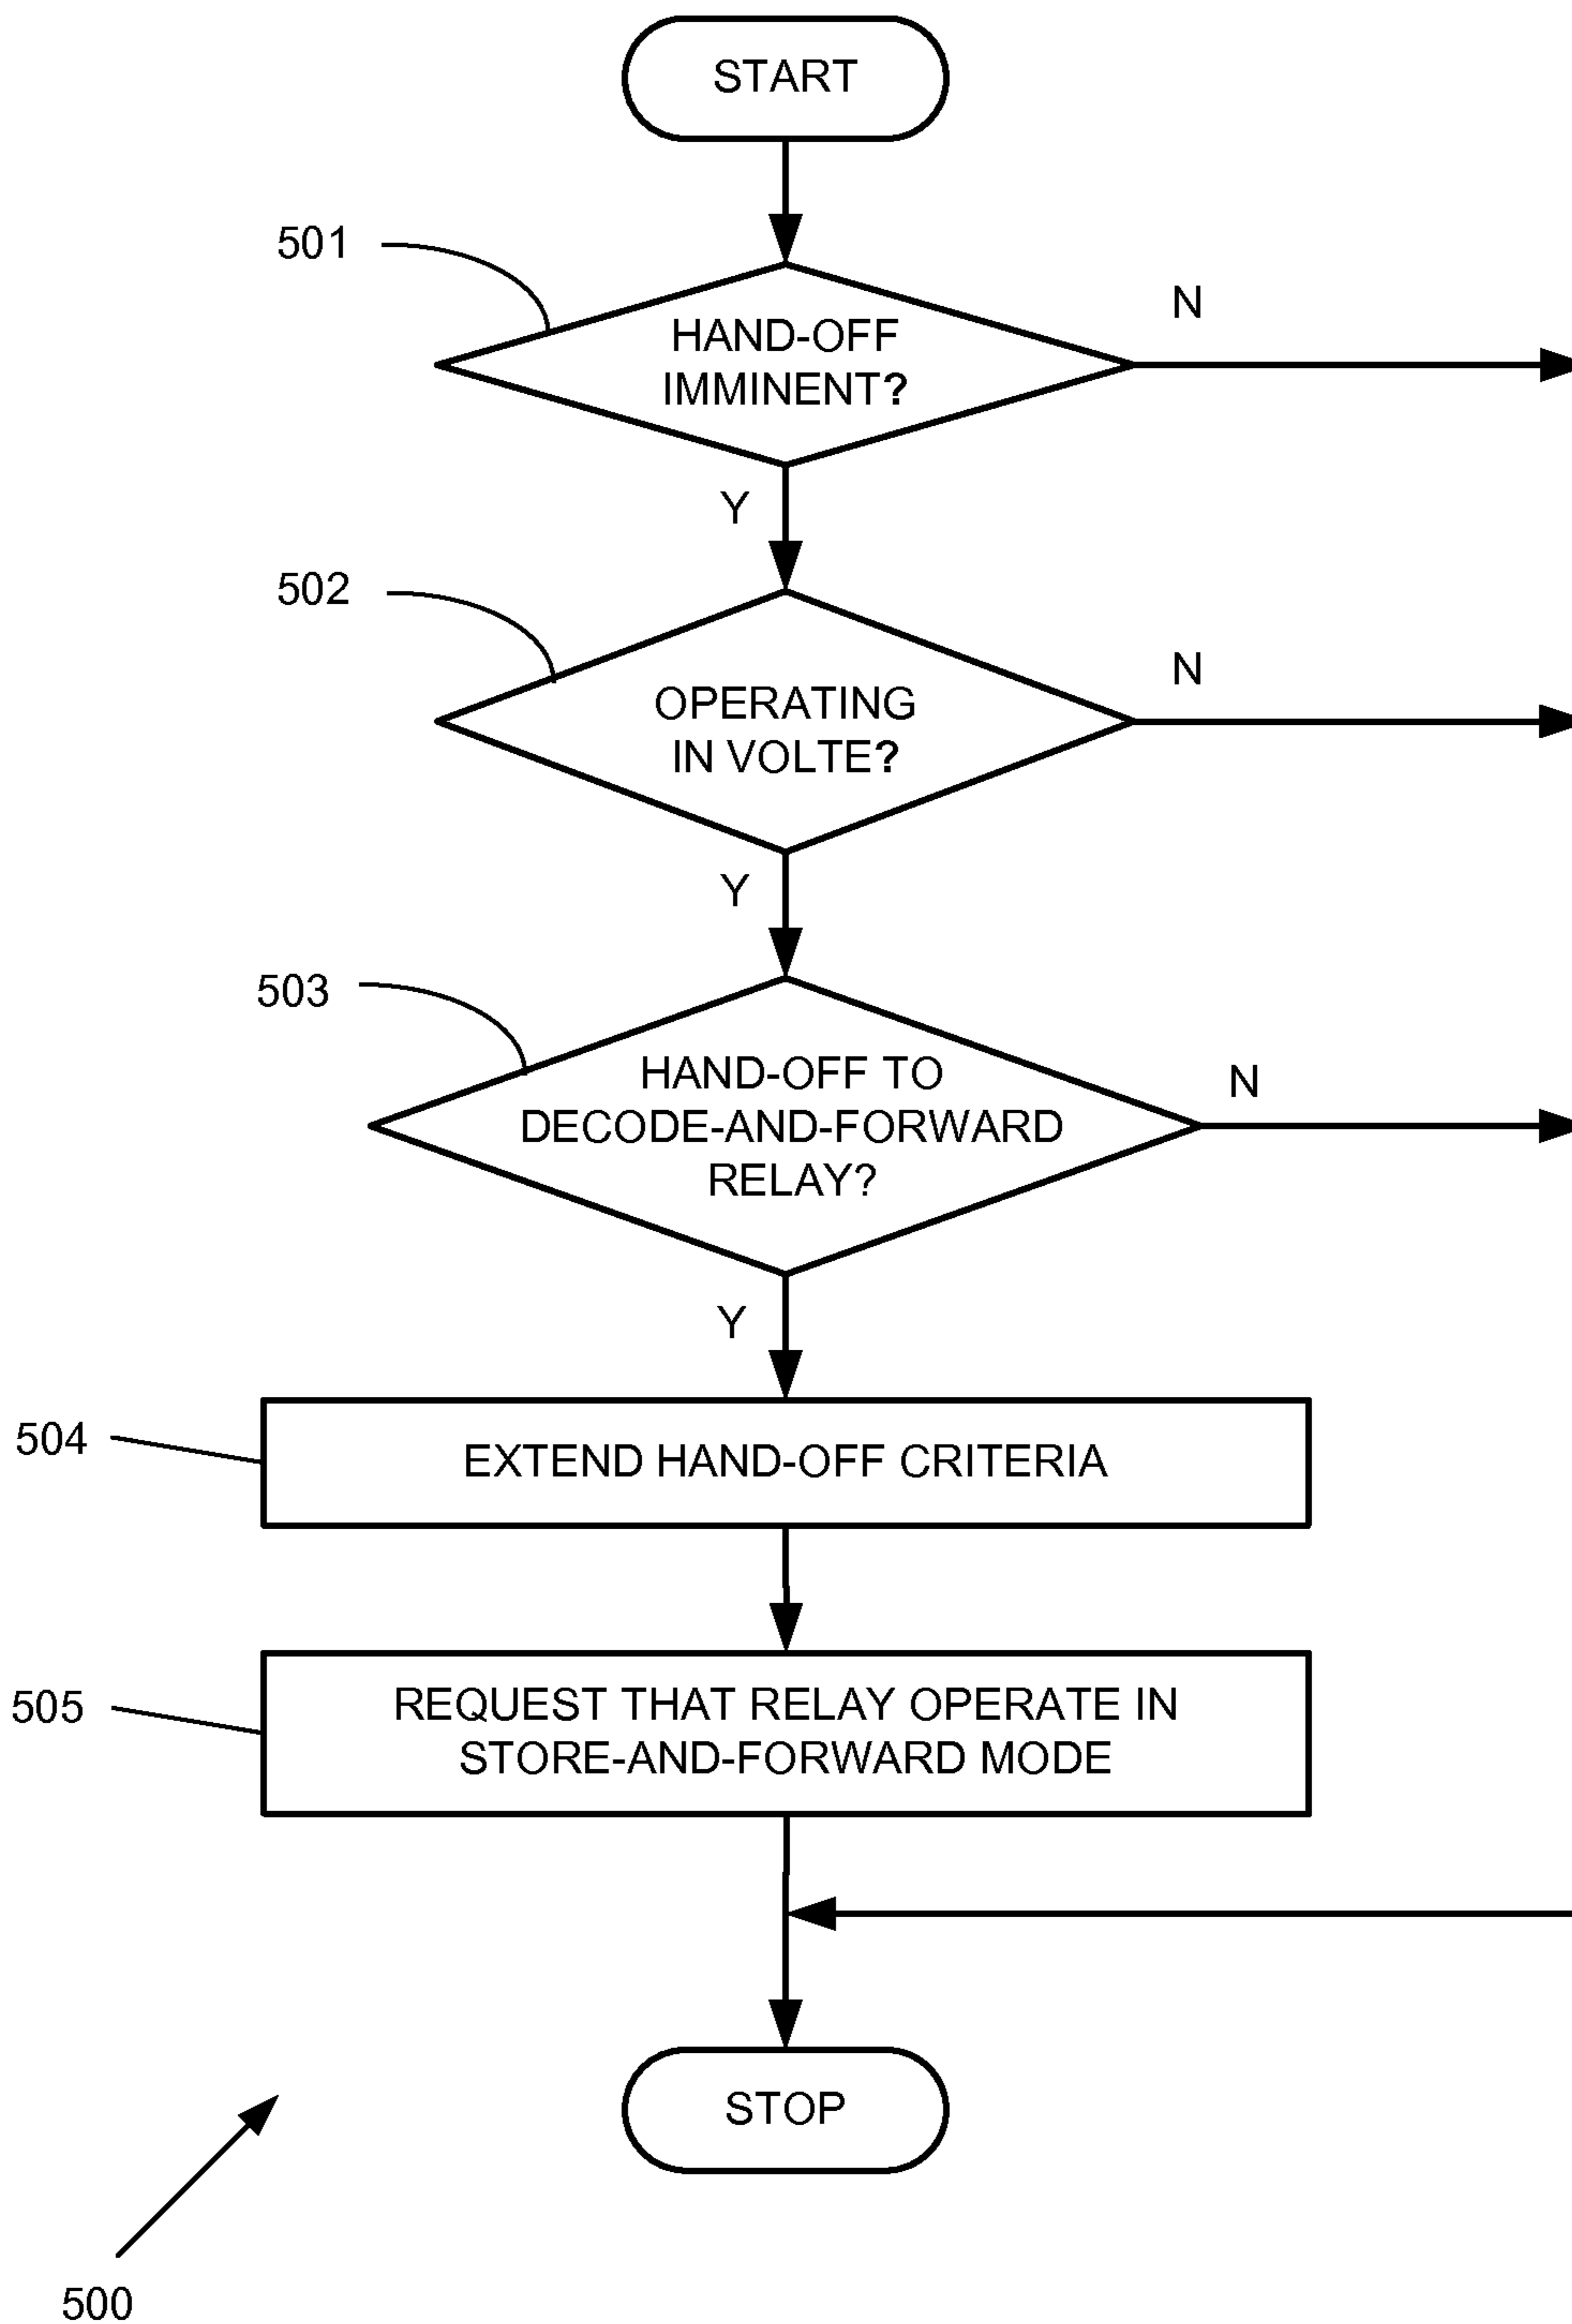 START
501
HAND-OFF
IMMINENT?
N
Y
502
OPERATING
IN VOLTE?
N
Y
503
HAND-OFF TO
DECODE-AND-FORWARD
RELAY?
N
Y
504
EXTEND HAND-OFF CRITERIA
505
REQUEST THAT RELAY OPERATE IN
STORE-AND-FORWARD MODE
STOP
500